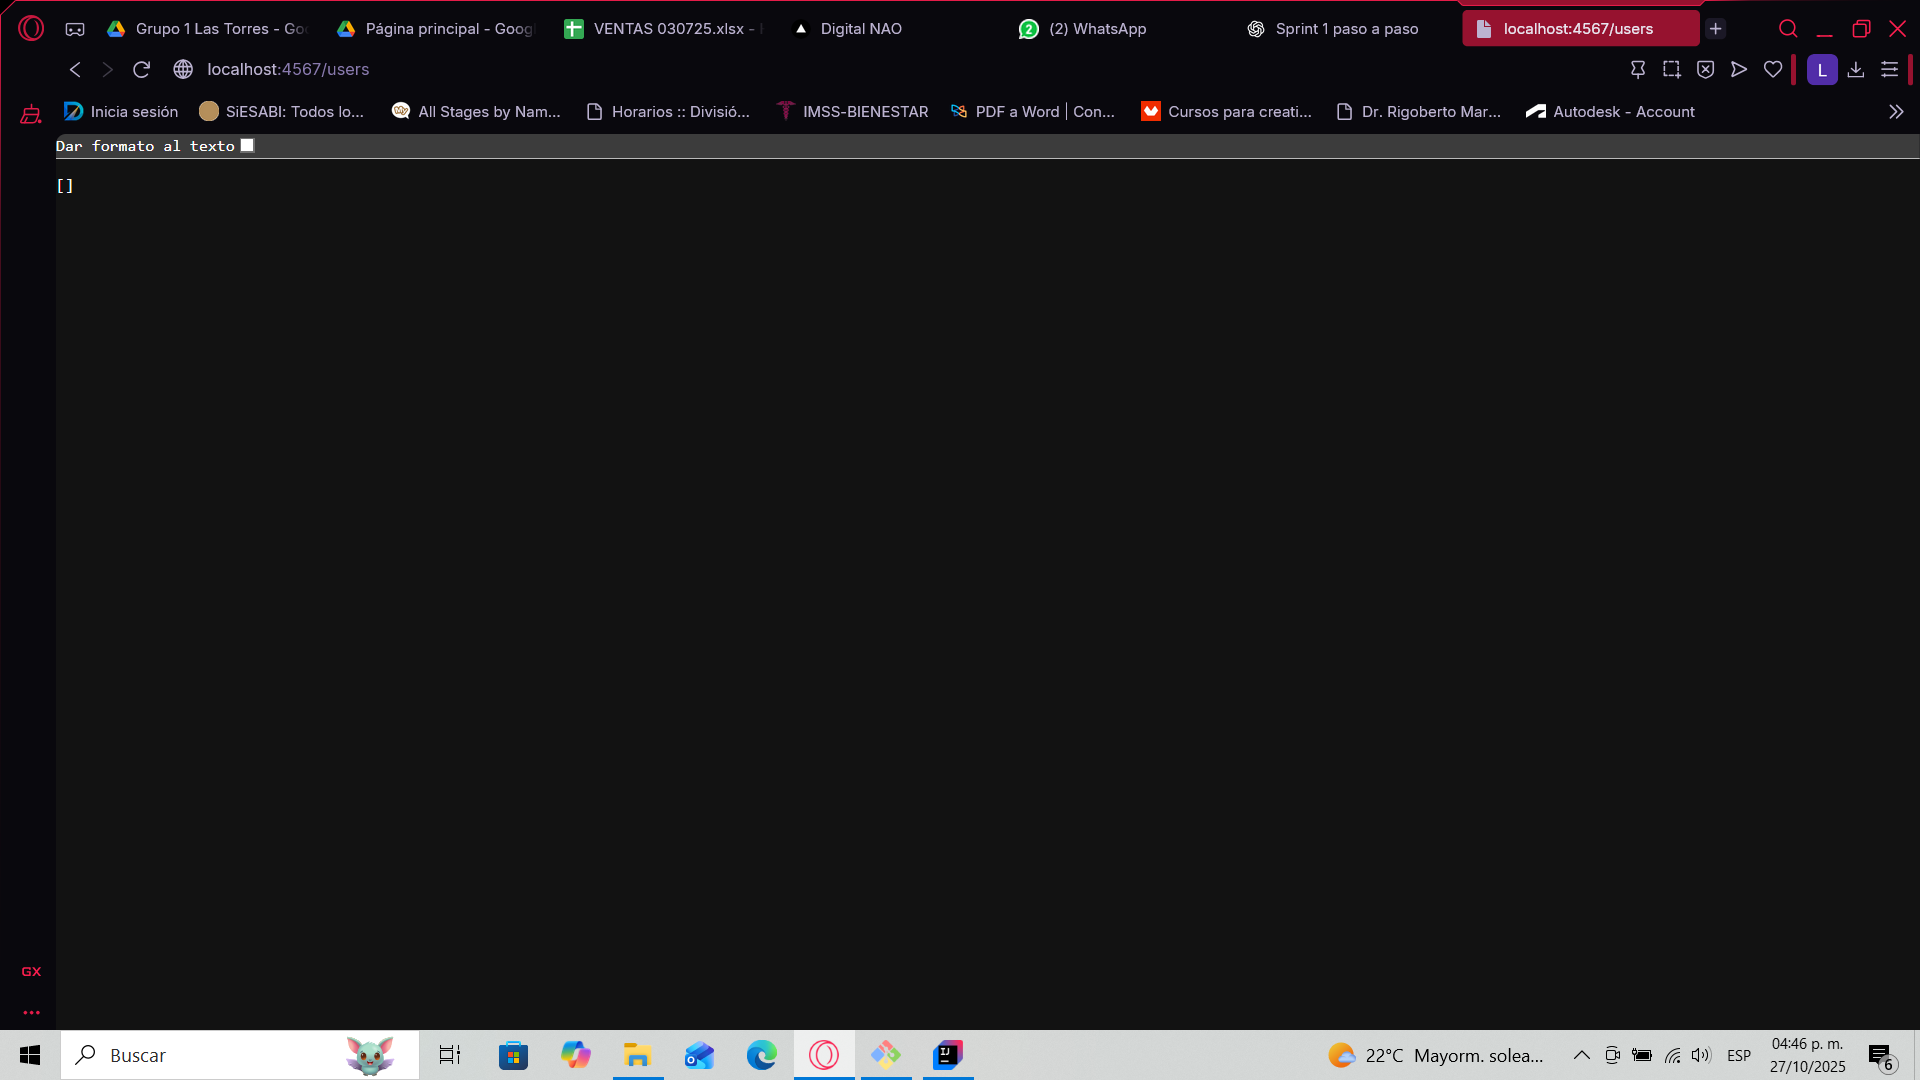 Grupo 1 Las Torres - Goo
Página principal - Goog
VENTAS 030725.xlsx -
Digital NAO
2 (2) WhatsApp
Sprint 1 paso a paso
localhost:4567/users
localhost:4567/users
L
Inicia sesión
SiESABI: Todos lo...
All Stages by Nam...
Horarios :: Divisió...
IMSS-BIENESTAR
PDF a Word | Con...
Cursos para creati...
Dr. Rigoberto Mar...
Autodesk - Account
Dar formato al texto
[]
GX
Buscar
IJ
22°C Mayorm. solea...
ESP
04:46 p. m.
27/10/2025
6